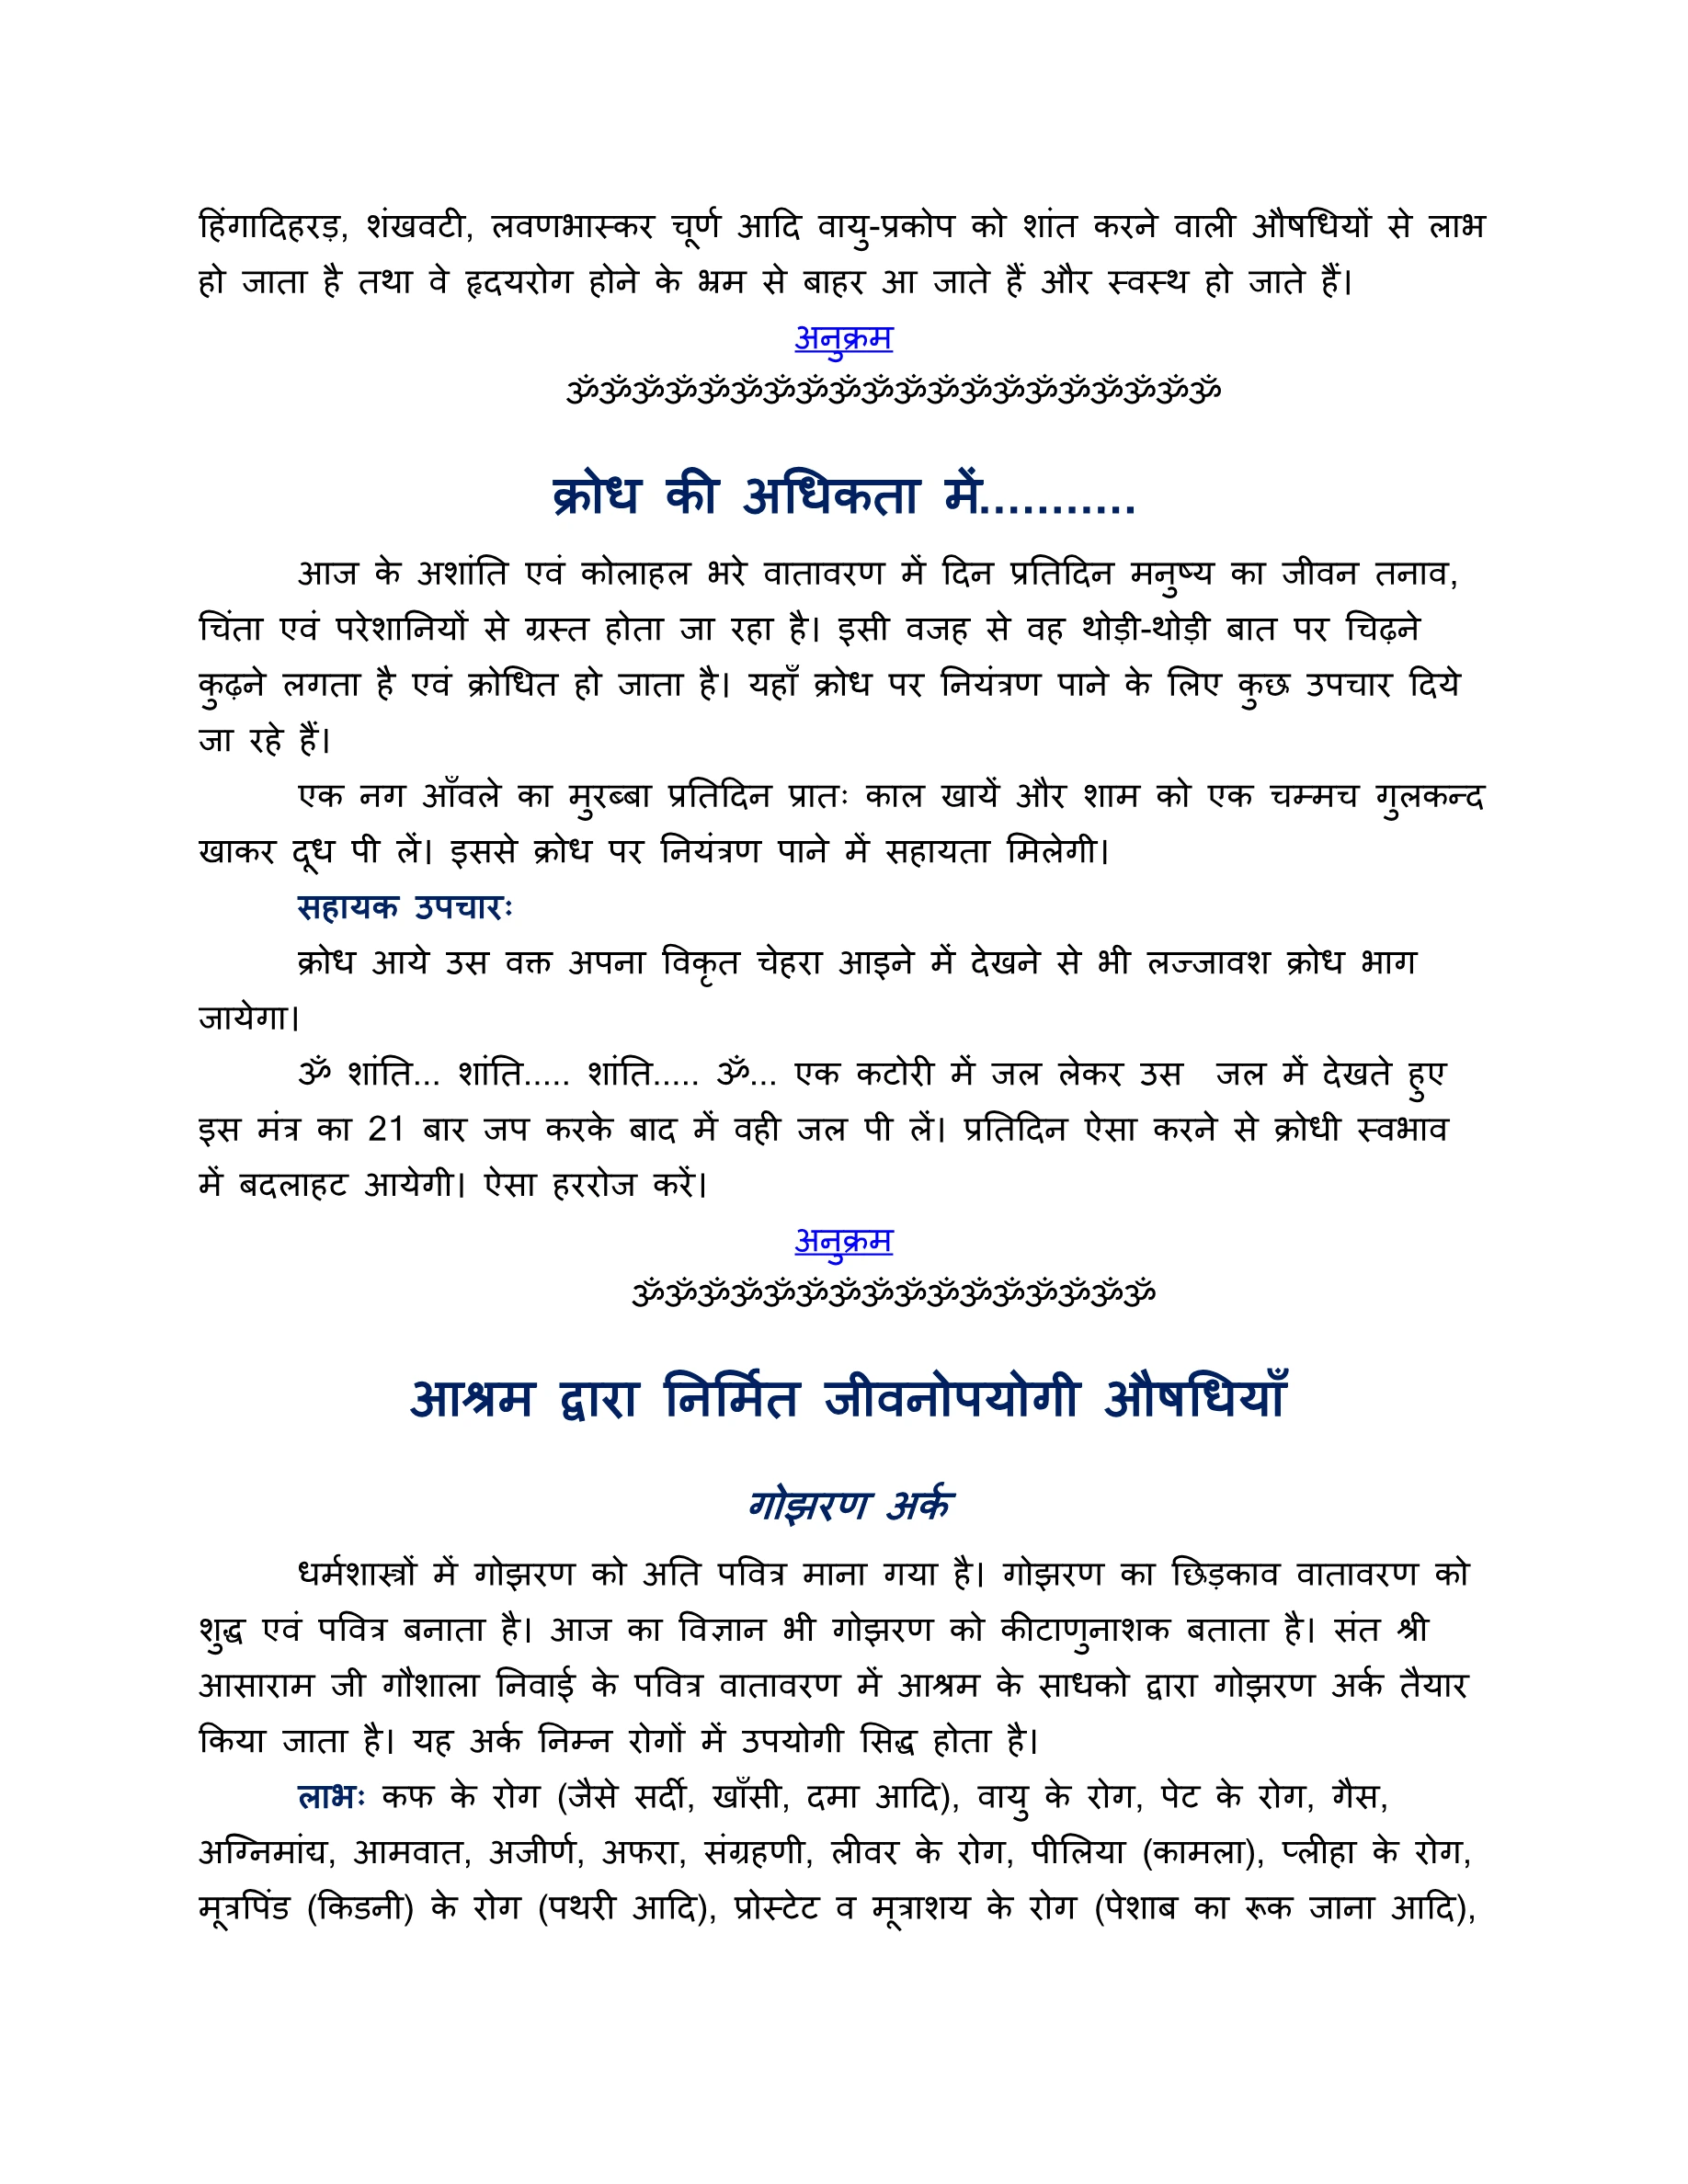 हिंगादिहरड़, शंखवटी, लवणभास्कर चूर्ण आदि वायु-प्रकोप को शांत करने वाली औषधियों से लाभ
हो जाता है तथा वे हृदयरोग होने के भ्रम से बाहर आ जाते हैं और स्वस्थ हो जाते हैं।
अनुक्रम
ॐॐॐॐॐॐॐॐॐॐॐॐॐॐॐॐॐॐॐॐ
क्रोध की अधिकता में...........
आज के अशांति एवं कोलाहल भरे वातावरण में दिन प्रतिदिन मनुष्य का जीवन तनाव,
चिंता एवं परेशानियों से ग्रस्त होता जा रहा है। इसी वजह से वह थोड़ी-थोड़ी बात पर चिढ़ने
कुढ़ने लगता है एवं क्रोधित हो जाता है। यहाँ क्रोध पर नियंत्रण पाने के लिए कुछ उपचार दिये
जा रहे हैं।
एक नग आँवले का मुरब्बा प्रतिदिन प्रातः काल खायें और शाम को एक चम्मच गुलकन्द
खाकर दूध पी लें। इससे क्रोध पर नियंत्रण पाने में सहायता मिलेगी।
सहायक उपचारः
क्रोध आये उस वक्त अपना विकृत चेहरा आइने में देखने से भी लज्जावश क्रोध भाग
जायेगा।
ॐ शांति... शांति..... शांति..... ॐ... एक कटोरी में जल लेकर उस जल में देखते हुए
इस मंत्र का 21 बार जप करके बाद में वही जल पी लें। प्रतिदिन ऐसा करने से क्रोधी स्वभाव
में बदलाहट आयेगी। ऐसा हररोज करें।
अनुक्रम
ॐॐॐॐॐॐॐॐॐॐॐॐॐॐॐॐ
आश्रम द्वारा निर्मित जीवनोपयोगी औषधियाँ
गोझरण अर्क
धर्मशास्त्रों में गोझरण को अति पवित्र माना गया है। गोझरण का छिड़काव वातावरण को
शुद्ध एवं पवित्र बनाता है। आज का विज्ञान भी गोझरण को कीटाणुनाशक बताता है। संत श्री
आसाराम जी गौशाला निवाई के पवित्र वातावरण में आश्रम के साधको द्वारा गोझरण अर्क तैयार
किया जाता है। यह अर्क निम्न रोगों में उपयोगी सिद्ध होता है।
लाभः कफ के रोग (जैसे सर्दी, खाँसी, दमा आदि), वायु के रोग, पेट के रोग, गैस,
अग्निमांद्य, आमवात, अजीर्ण, अफरा, संग्रहणी, लीवर के रोग, पीलिया (कामला), प्लीहा के रोग,
मूत्रपिंड (किडनी) के रोग (पथरी आदि), प्रोस्टेट व मूत्राशय के रोग (पेशाब का रूक जाना आदि),